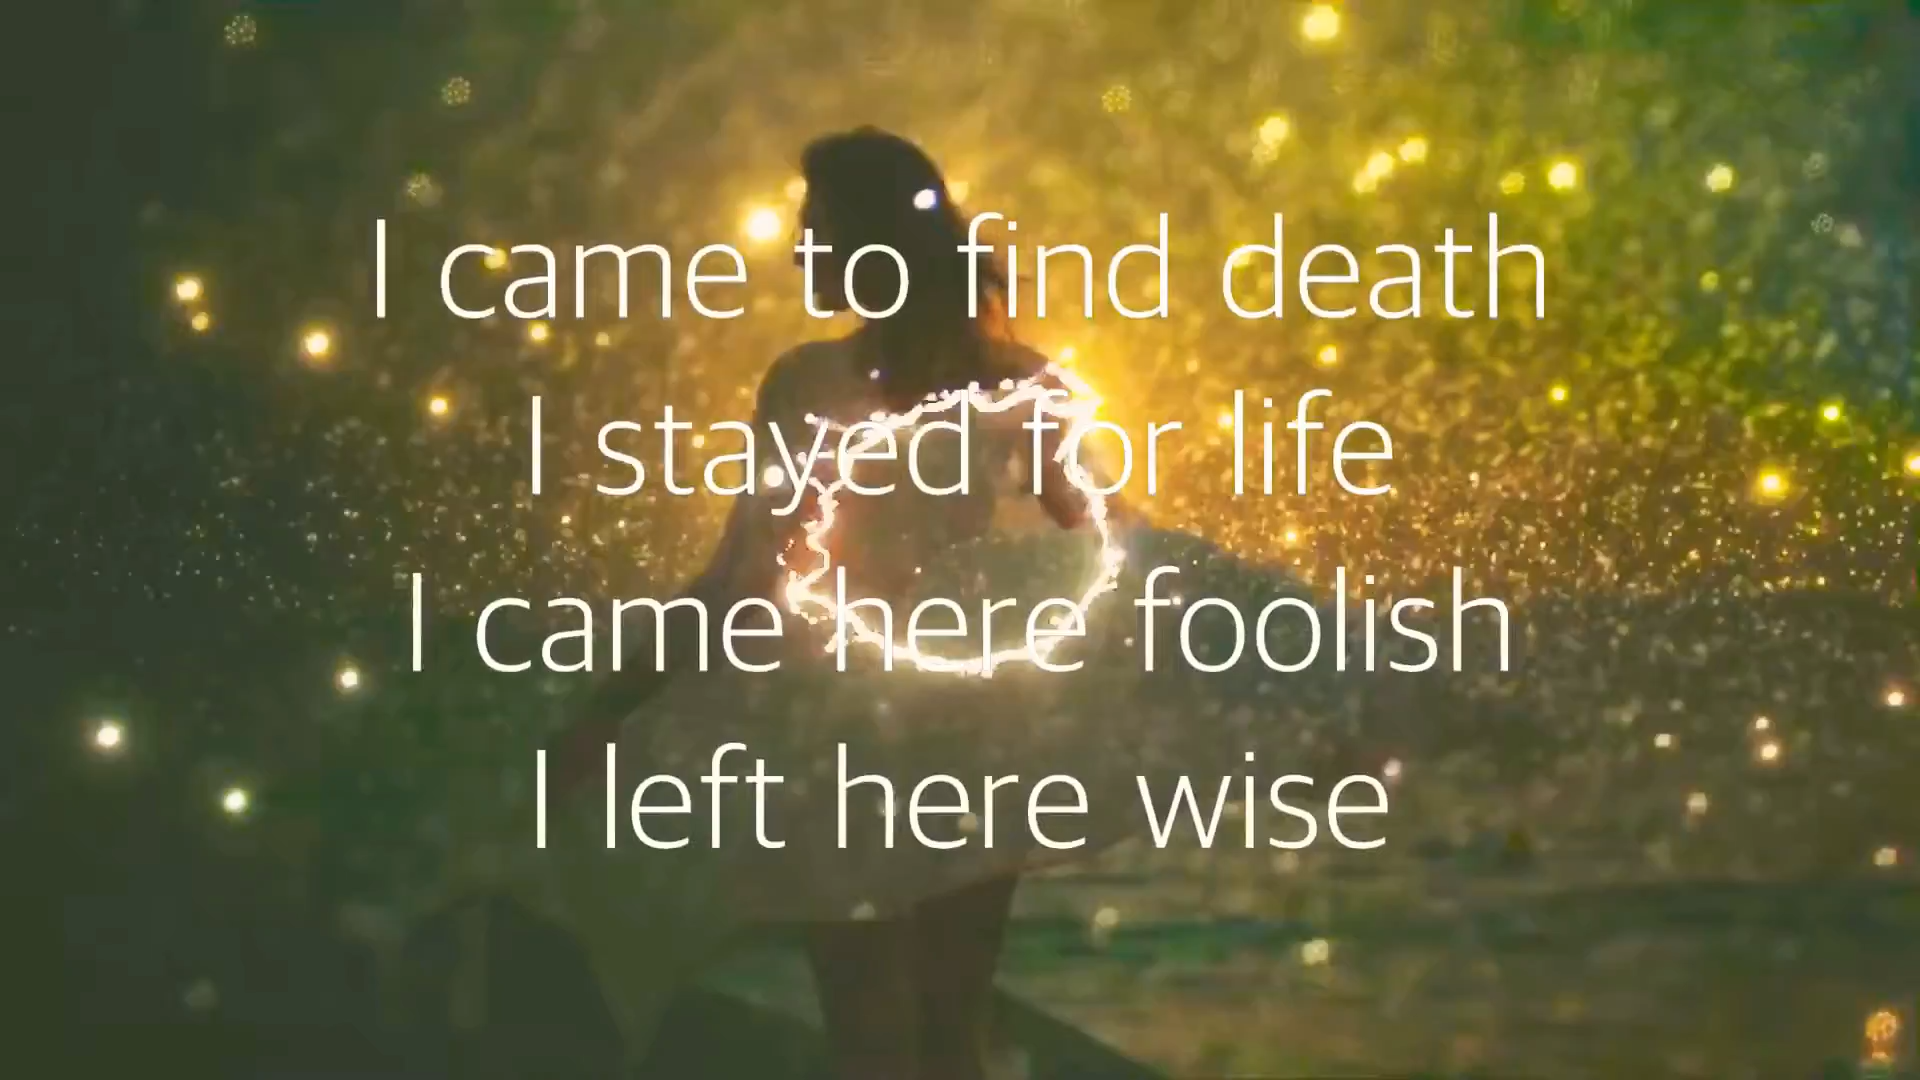 I came to find death
I stayed for life
I came here foolish
I left here wise